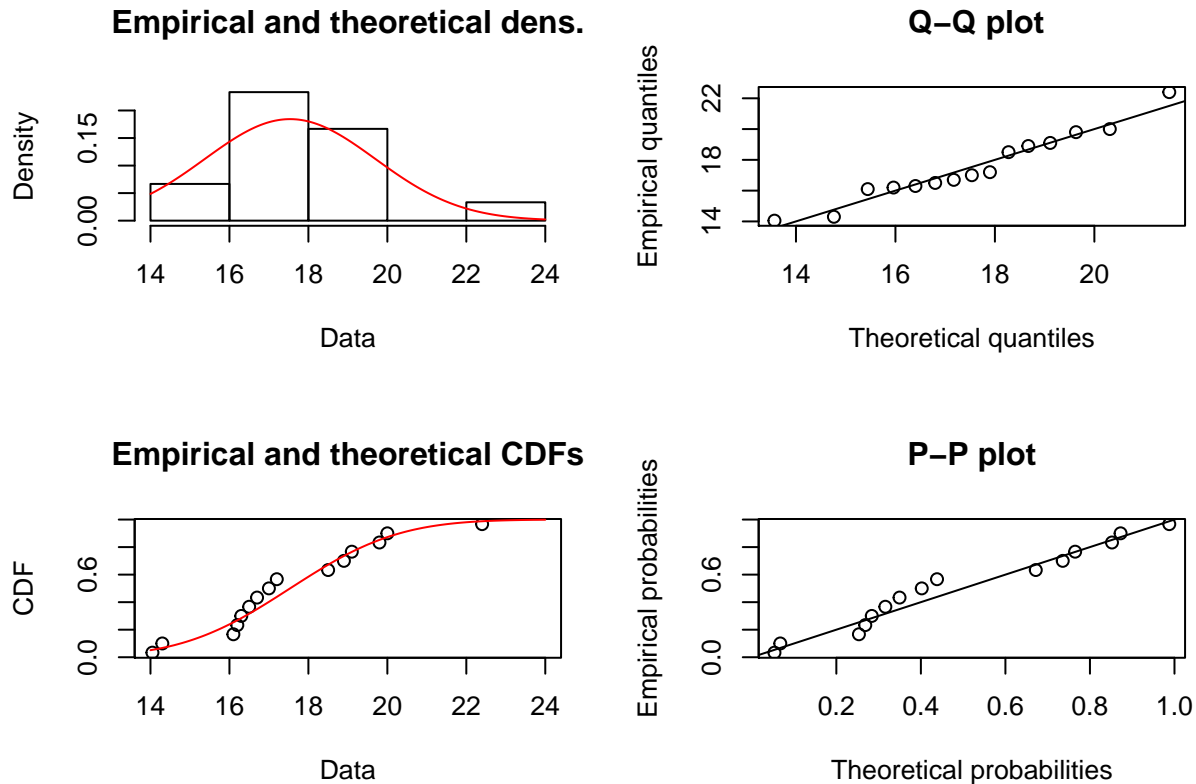 Empirical and theoretical dens.
Density
0.00
0.15
14 16 18 20 22 24
Data
Q−Q plot
Empirical quantiles
14
18
22
14 16 18 20
Theoretical quantiles
Empirical and theoretical CDFs
CDF
0.0
0.6
14 16 18 20 22 24
Data
P−P plot
Empirical probabilities
0.0
0.6
0.2 0.4 0.6 0.8 1.0
Theoretical probabilities